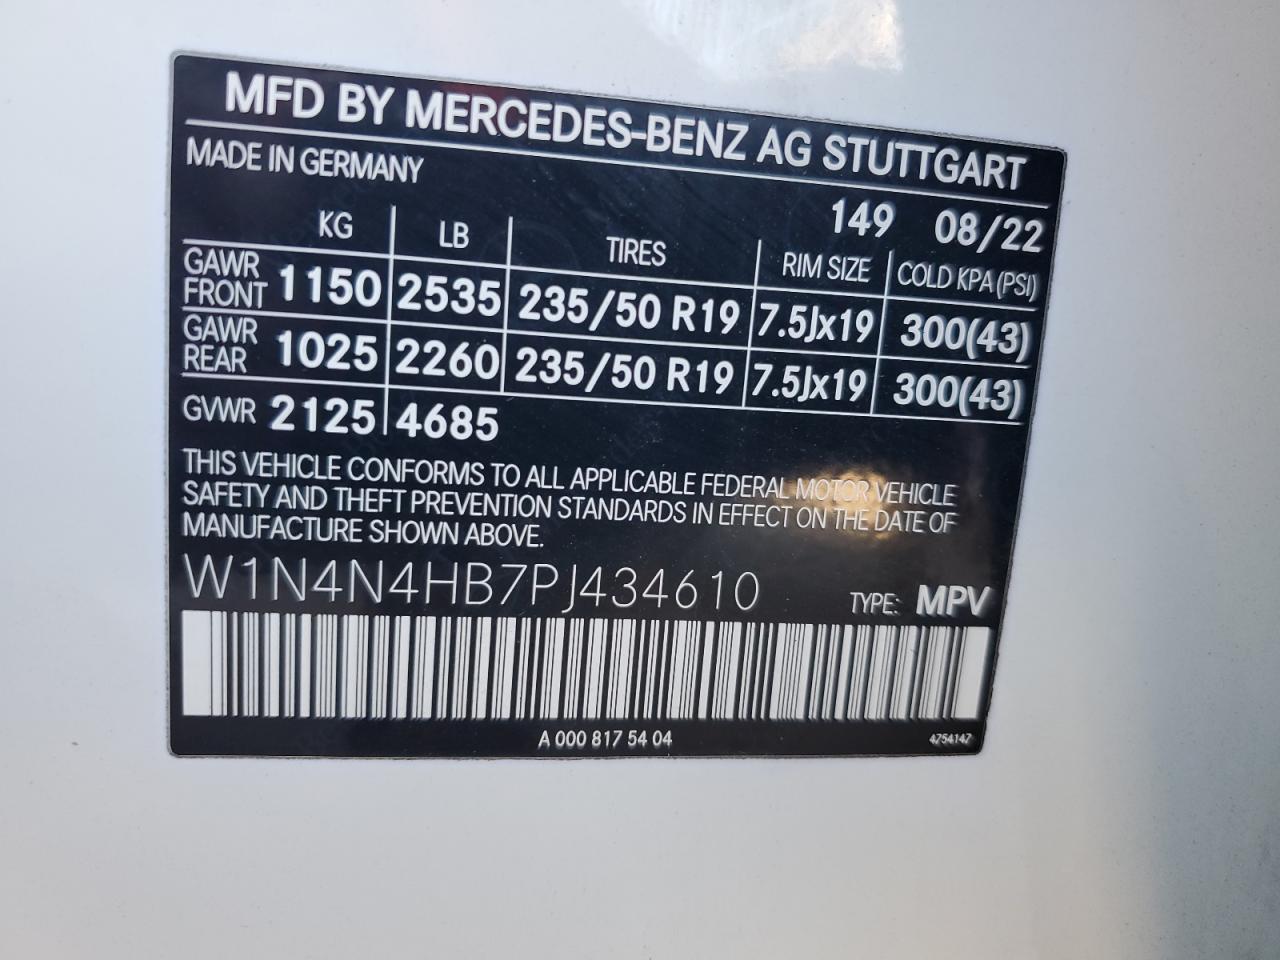 MFD BY MERCEDES-BENZ AG STUTTGART
MADE IN GERMANY
149 08/22
KG LB TIRES RIM SIZE COLD KPA (PSI)
GAWR FRONT 1150 2535 235/50 R19 7.5Jx19 300(43)
GAWR REAR 1025 2260 235/50 R19 7.5Jx19 300(43)
GVWR 2125 4685
THIS VEHICLE CONFORMS TO ALL APPLICABLE FEDERAL MOTOR VEHICLE
SAFETY AND THEFT PREVENTION STANDARDS IN EFFECT ON THE DATE OF
MANUFACTURE SHOWN ABOVE.
W1N4N4HB7PJ434610 TYPE: MPV
A 000 817 54 04 4754147